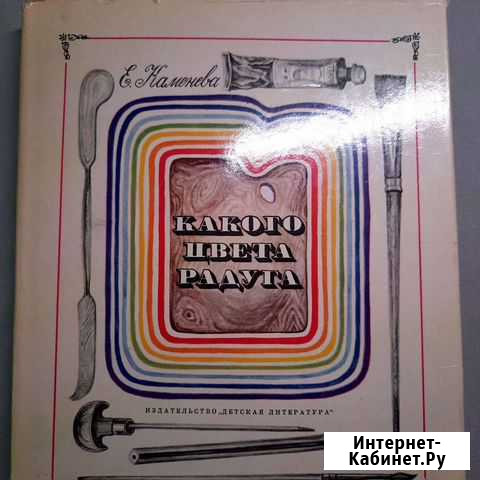 Е. Каменева
КАКОГО
ЦВЕТА
РАДУГА
ИЗДАТЕЛЬСТВО „ДЕТСКАЯ ЛИТЕРАТУРА“
Интернет-
Кабинет.Ру